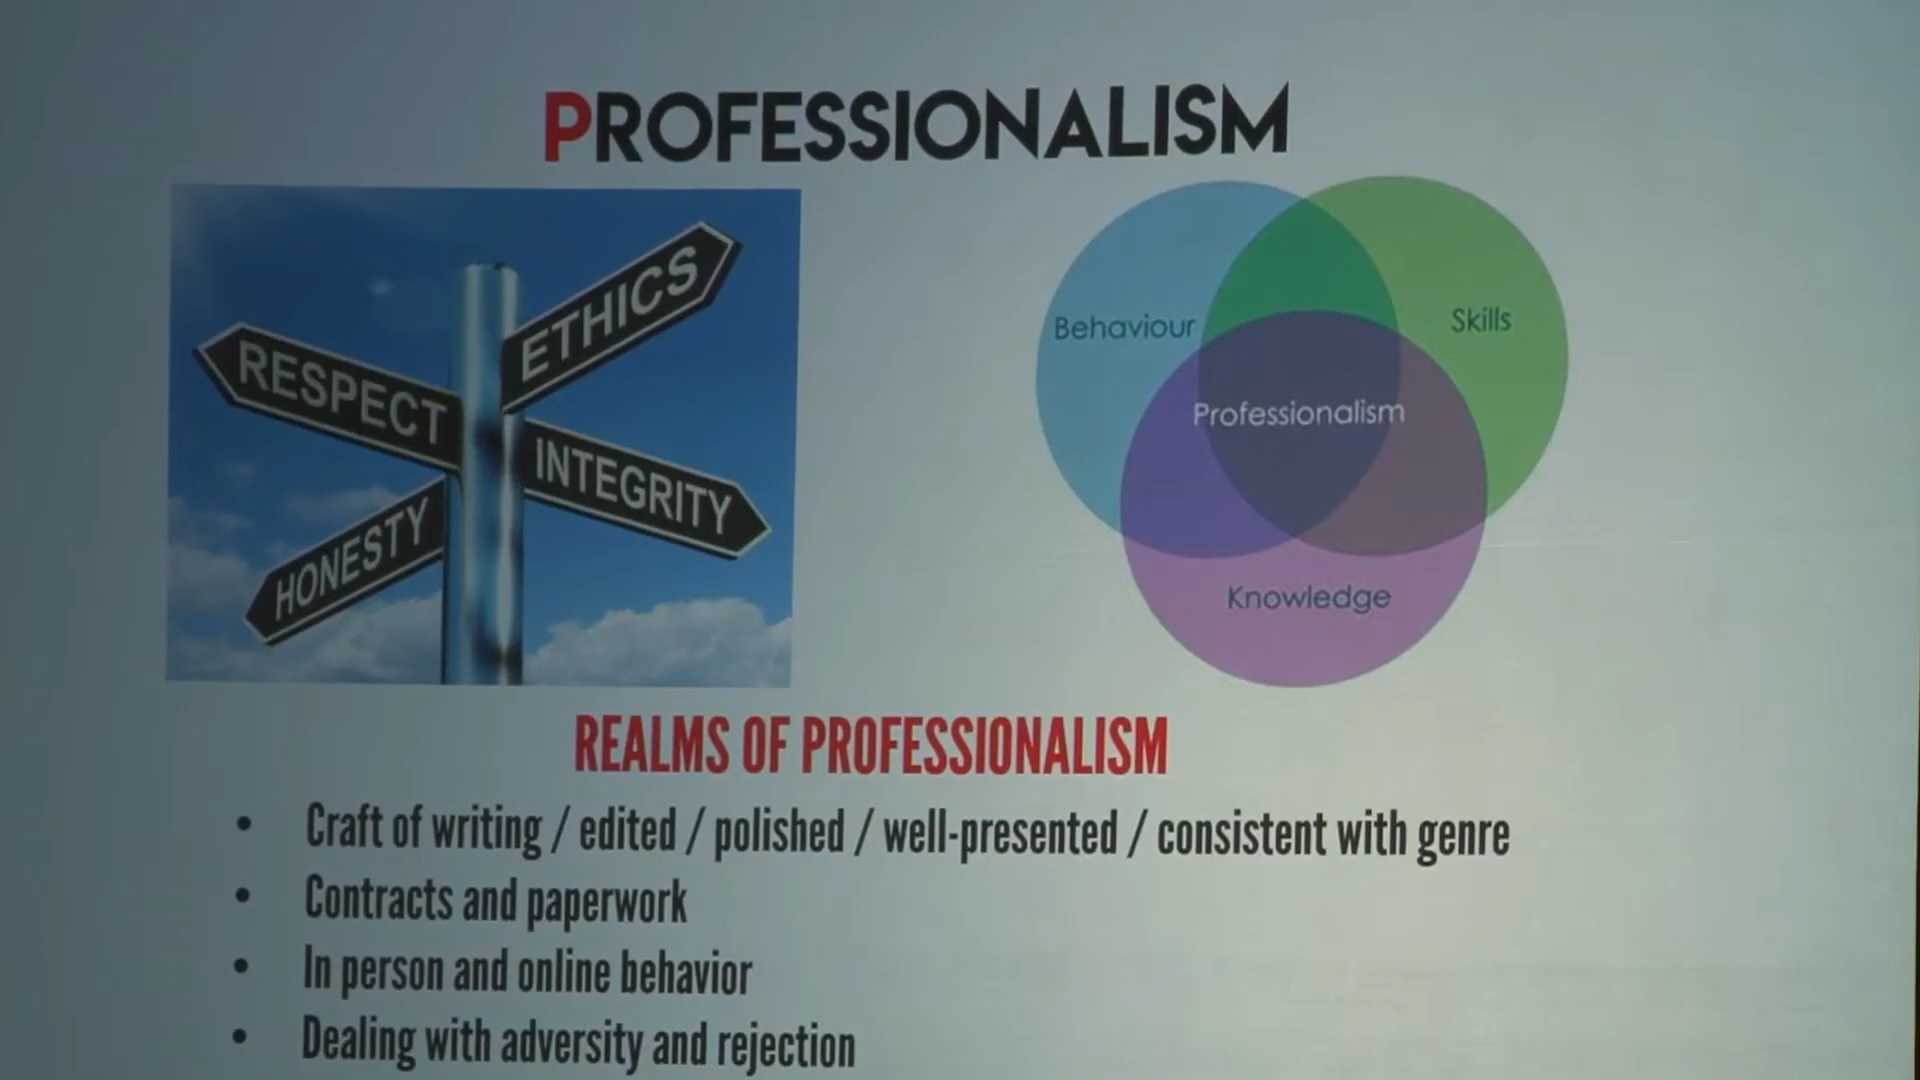 PROFESSIONALISM
RESPECT
ETHICS
INTEGRITY
HONESTY
Behaviour
Skills
Professionalism
Knowledge
REALMS OF PROFESSIONALISM
• Craft of writing / edited / polished / well-presented / consistent with genre
• Contracts and paperwork
• In person and online behavior
• Dealing with adversity and rejection